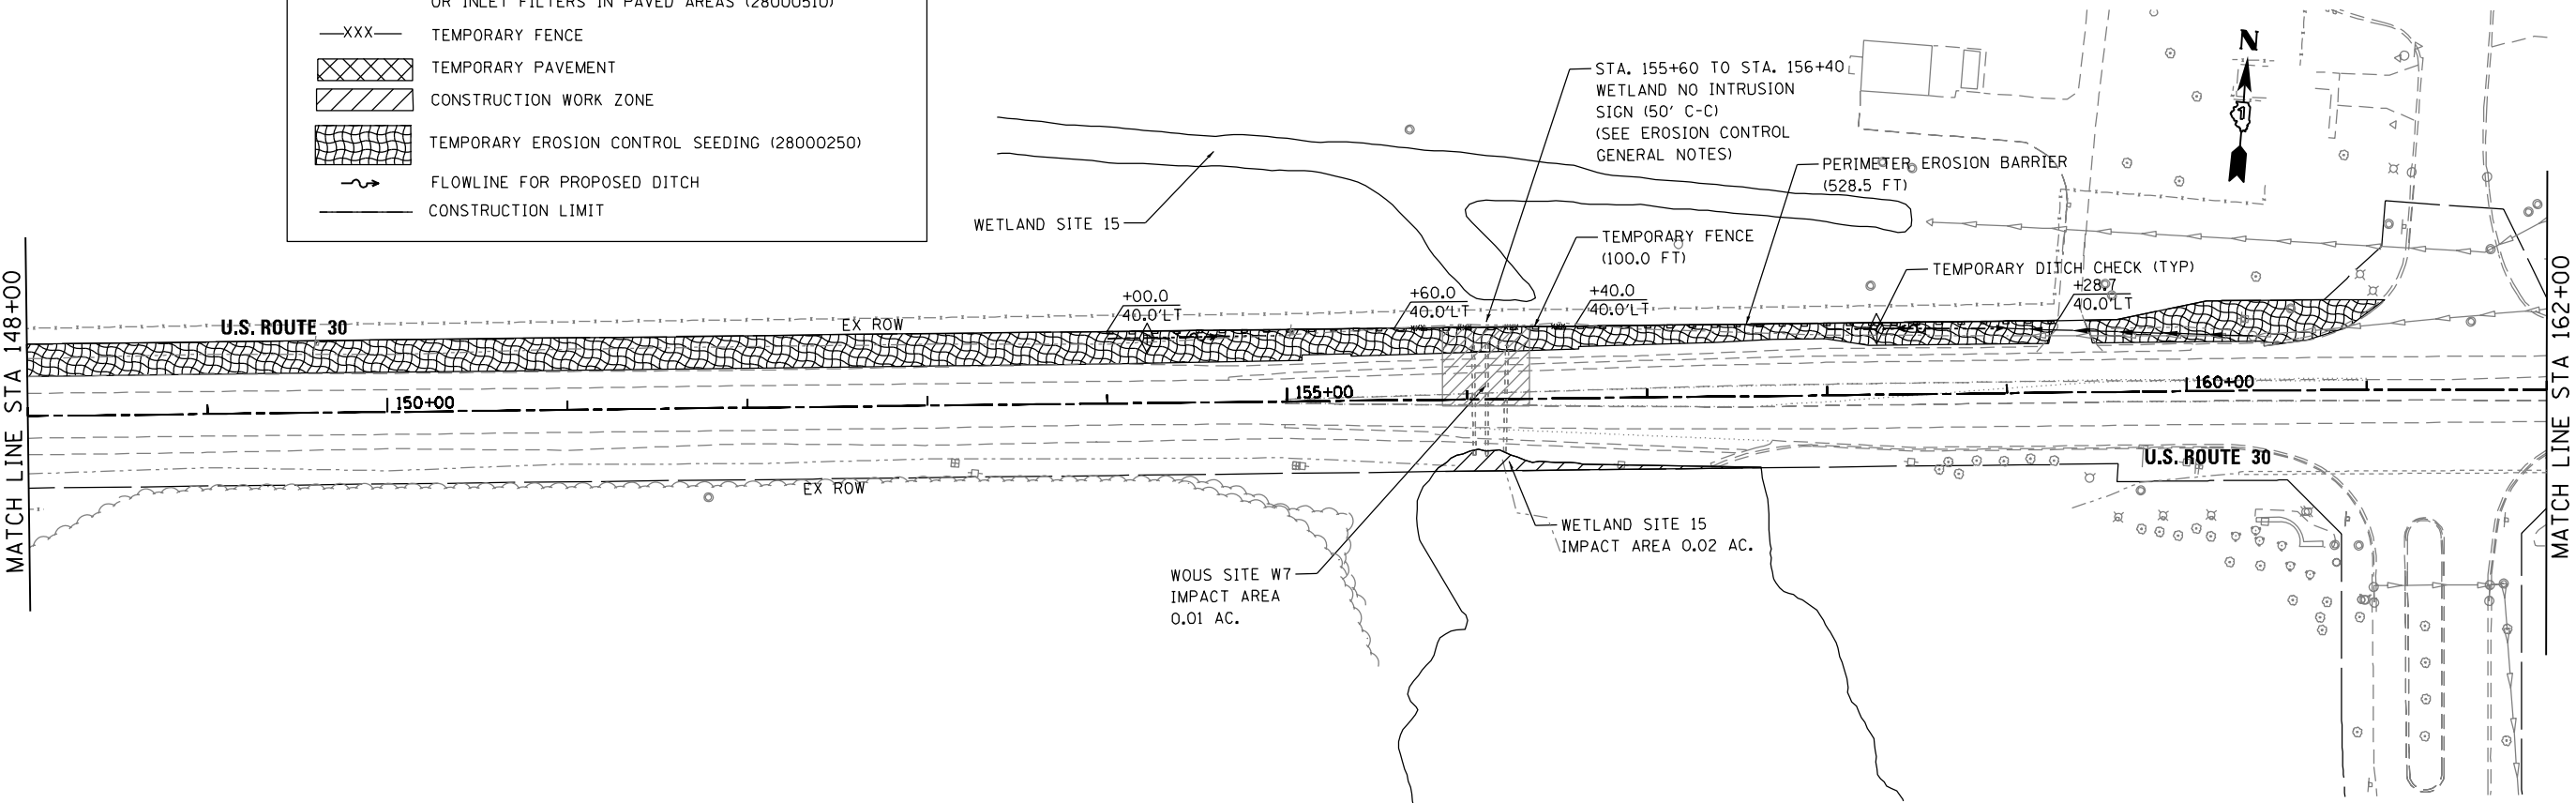 OR INLET FILTERS IN PAVED AREAS (28000510)
XXX TEMPORARY FENCE
TEMPORARY PAVEMENT
CONSTRUCTION WORK ZONE
TEMPORARY EROSION CONTROL SEEDING (28000250)
FLOWLINE FOR PROPOSED DITCH
CONSTRUCTION LIMIT
N
STA. 155+60 TO STA. 156+40
WETLAND NO INTRUSION
SIGN (50' C-C)
(SEE EROSION CONTROL
GENERAL NOTES)
PERIMETER EROSION BARRIER
(528.5 FT)
WETLAND SITE 15
TEMPORARY FENCE
(100.0 FT)
TEMPORARY DITCH CHECK (TYP)
MATCH LINE STA 148+00
U.S. ROUTE 30
EX ROW
+00.0
40.0'LT
+60.0
40.0'LT
+40.0
40.0'LT
+28.7
40.0'LT
MATCH LINE STA 162+00
150+00
155+00
160+00
EX ROW
U.S. ROUTE 30
WETLAND SITE 15
IMPACT AREA 0.02 AC.
WOUS SITE W7
IMPACT AREA
0.01 AC.